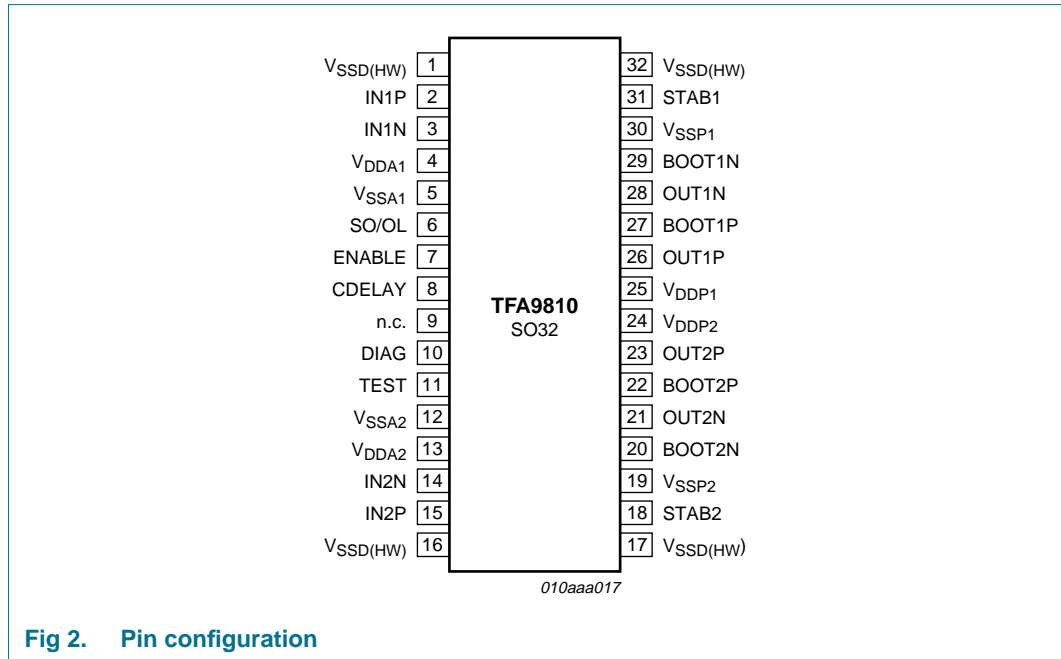 VSSD(HW) 1 32 VSSD(HW)
IN1P 2 31 STAB1
IN1N 3 30 VSSP1
VDDA1 4 29 BOOT1N
VSSA1 5 28 OUT1N
SO/OL 6 27 BOOT1P
ENABLE 7 26 OUT1P
CDELAY 8 25 VDDP1
TFA9810
n.c. 9 24 VDDP2
SO32
DIAG 10 23 OUT2P
TEST 11 22 BOOT2P
VSSA2 12 21 OUT2N
VDDA2 13 20 BOOT2N
IN2N 14 19 VSSP2
IN2P 15 18 STAB2
VSSD(HW) 16 17 VSSD(HW)
010aaa017
Fig 2. Pin configuration